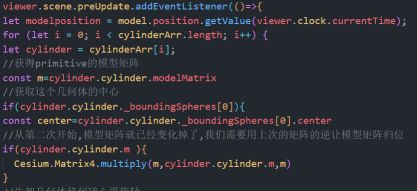 viewer.scene.preUpdate.addEventListener(()=>{
let modelposition = model.position.getValue(viewer.clock.currentTime);
for (let i = 0; i < cylinderArr.length; i++) {
let cylinder = cylinderArr[i];
//获得primitive的模型矩阵
const m=cylinder.cylinder.modelMatrix
//获取这个几何体的中心
if(cylinder.cylinder._boundingSpheres[0]){
const center=cylinder.cylinder._boundingSpheres[0].center
//从第二次开始,模型矩阵就已经变化掉了,我们需要用上次的矩阵的逆让模型矩阵归位
if(cylinder.cylinder.m ){
Cesium.Matrix4.multiply(m,cylinder.cylinder.m,m)
}